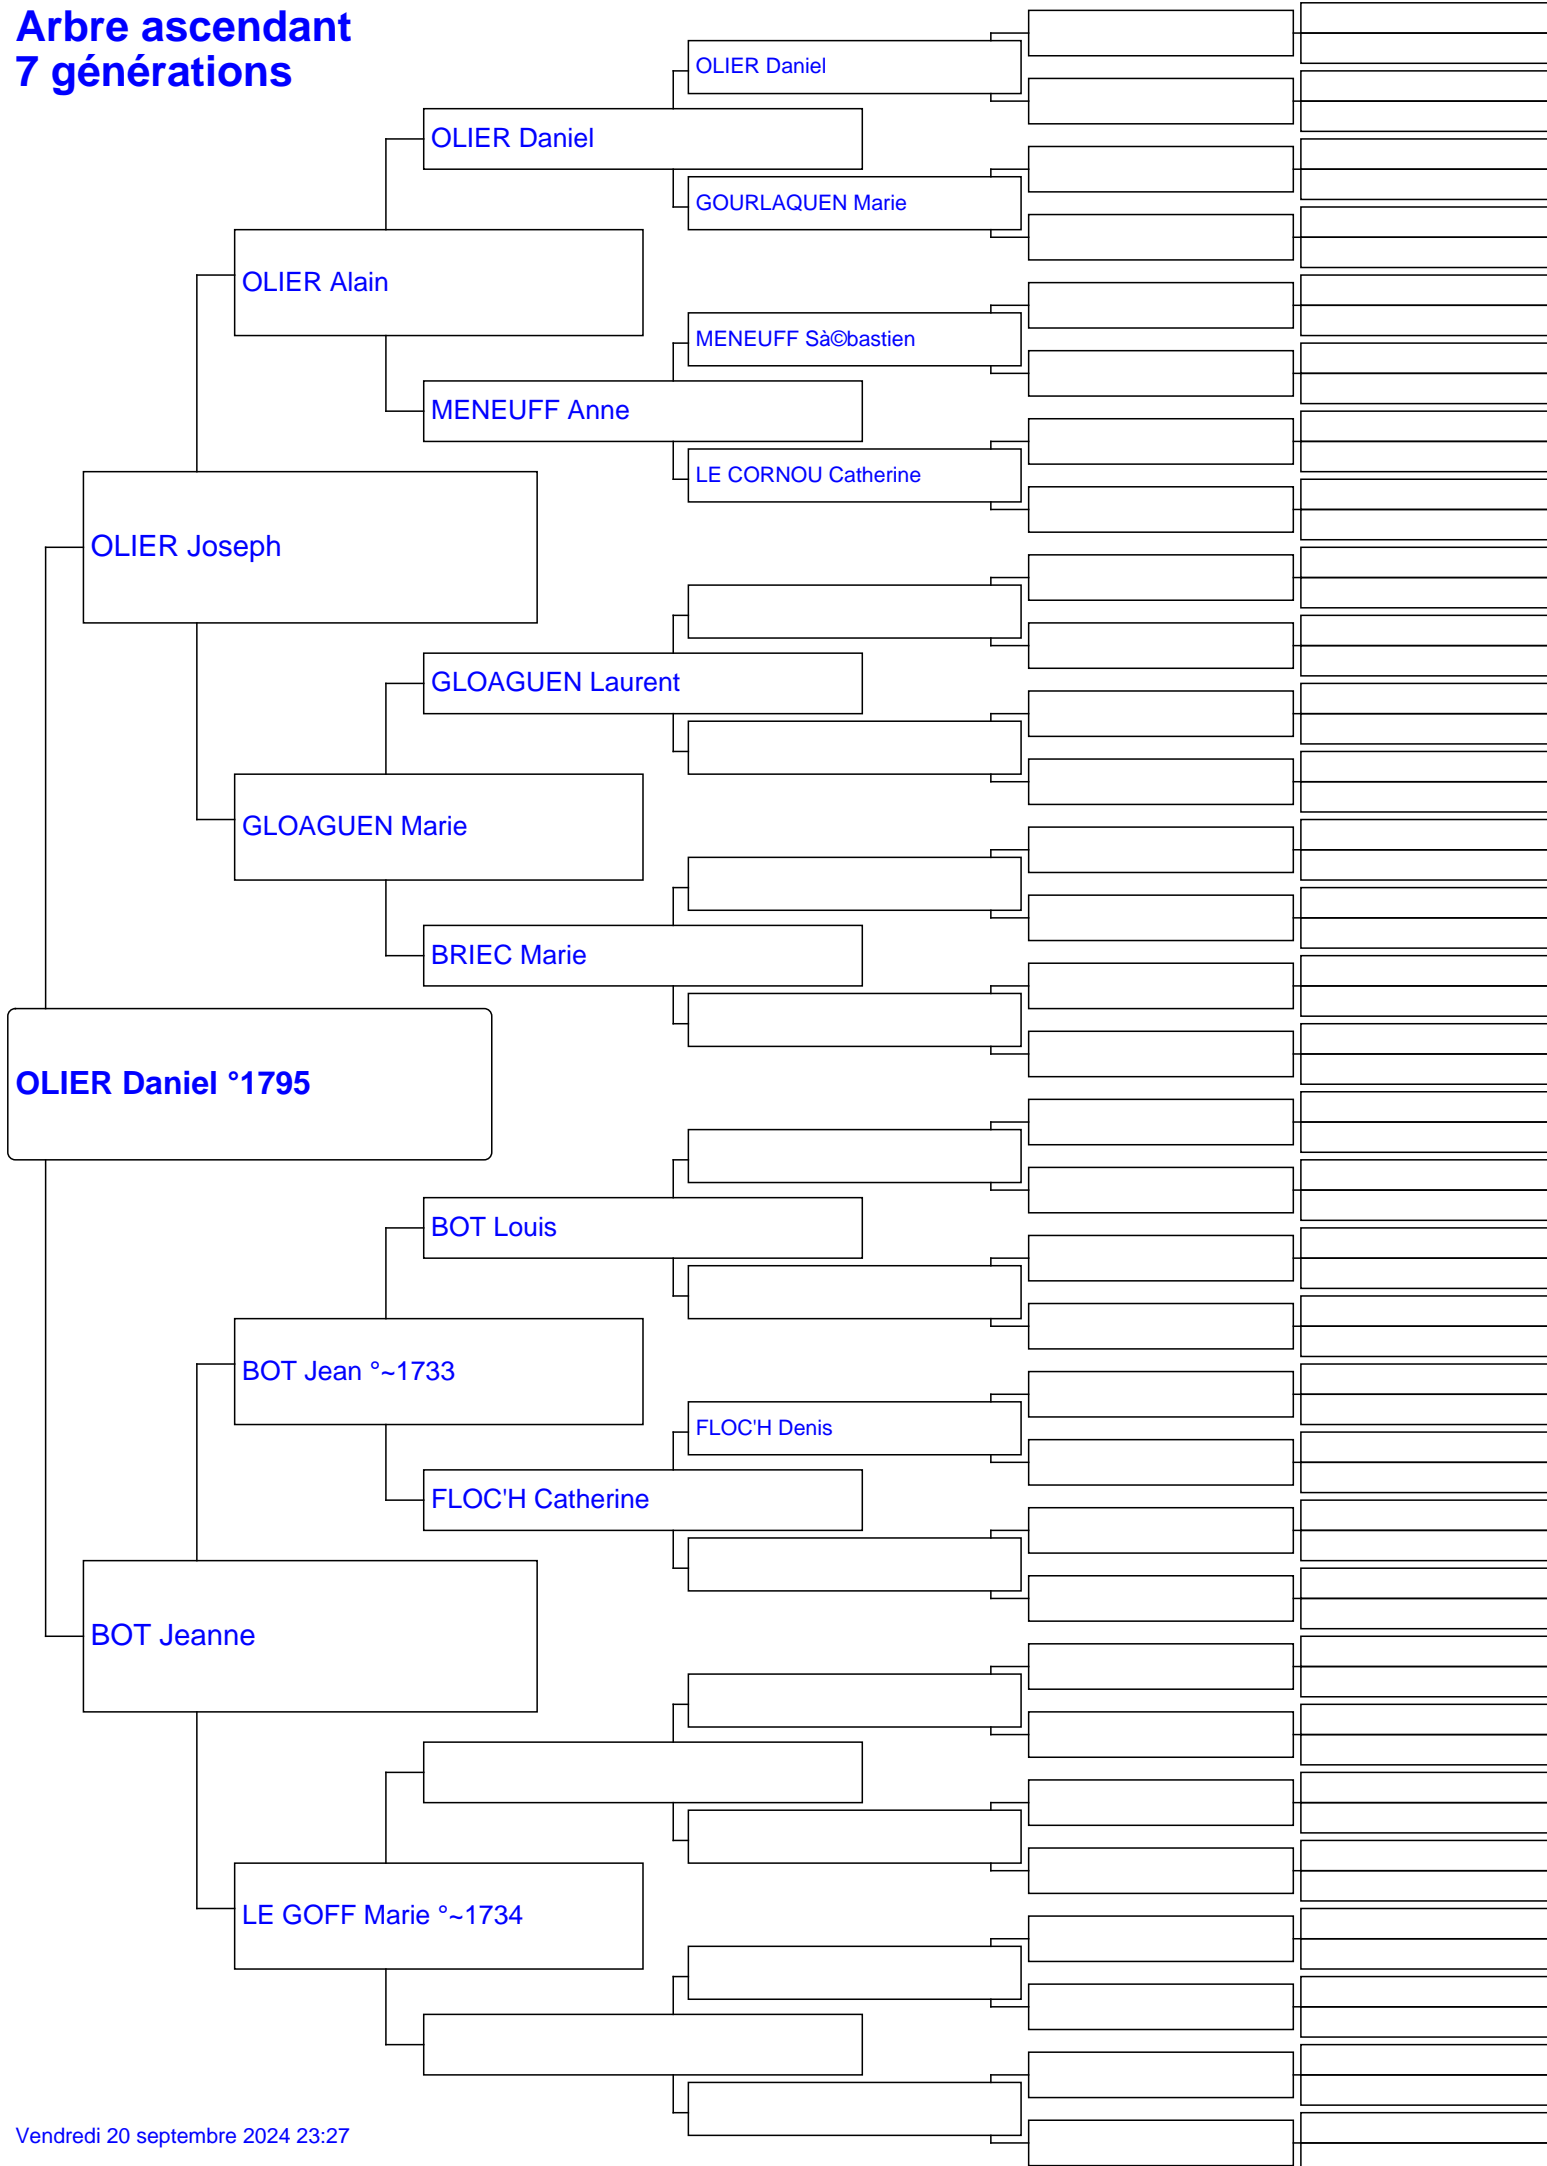 Arbre ascendant
7 générations
OLIER Daniel
OLIER Daniel
GOURLAQUEN Marie
OLIER Alain
MENEUFF Sà©bastien
MENEUFF Anne
LE CORNOU Catherine
OLIER Joseph
GLOAGUEN Laurent
GLOAGUEN Marie
BRIEC Marie
OLIER Daniel °1795
BOT Louis
BOT Jean °~1733
FLOC'H Denis
FLOC'H Catherine
BOT Jeanne
LE GOFF Marie °~1734
Vendredi 20 septembre 2024 23:27